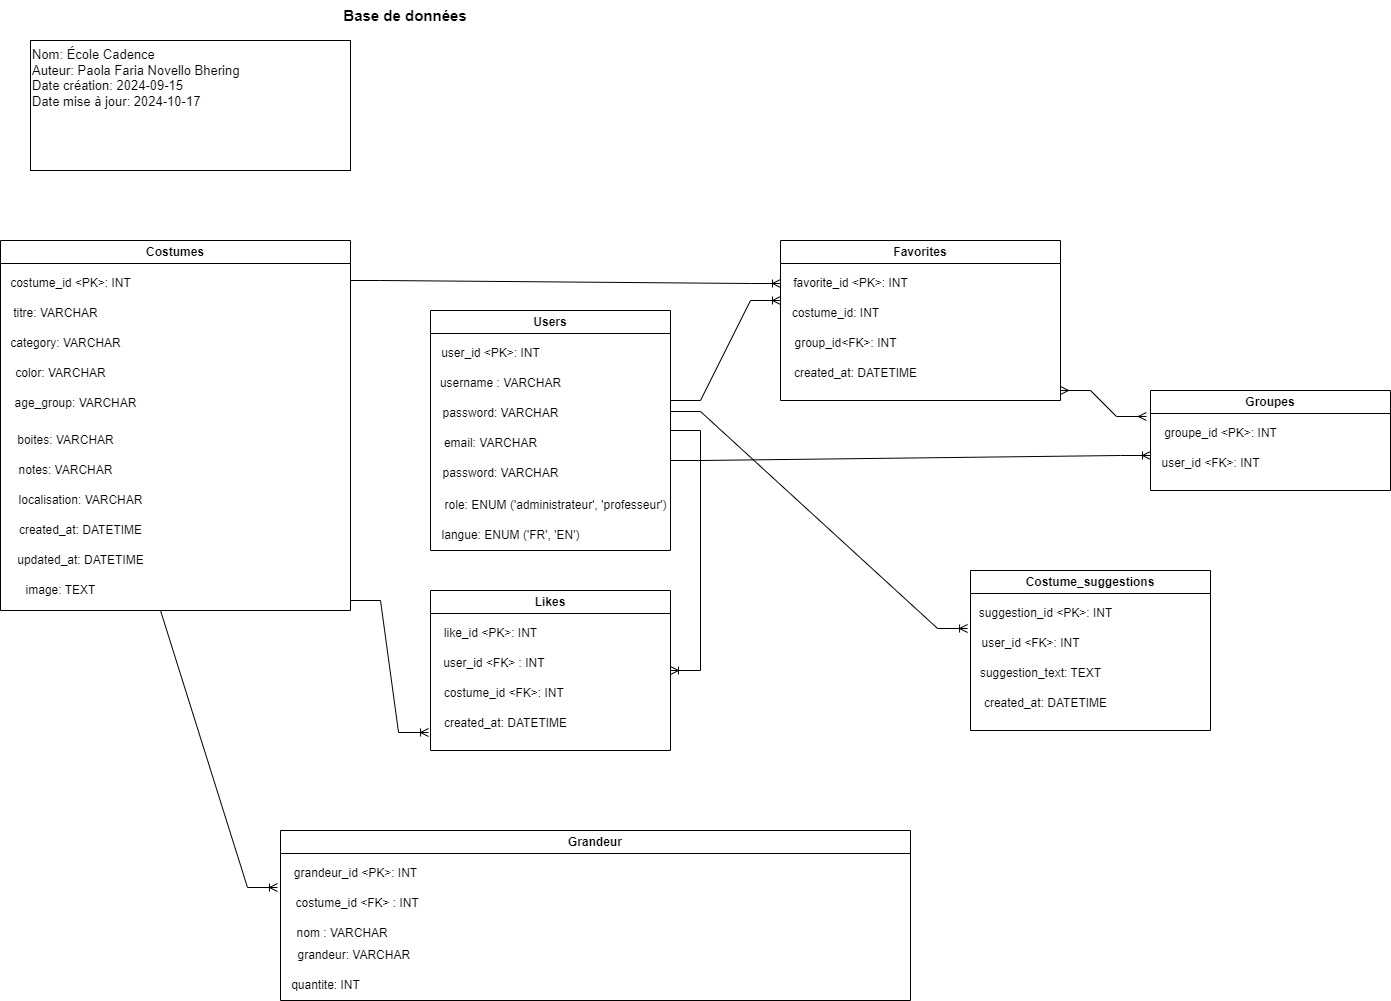 Base de données
Nom: École Cadence
Auteur: Paola Faria Novello Bhering
Date création: 2024-09-15
Date mise à jour: 2024-10-17
Costumes
costume_id <PK>: INT
titre: VARCHAR
category: VARCHAR
color: VARCHAR
age_group: VARCHAR
boites: VARCHAR
notes: VARCHAR
localisation: VARCHAR
created_at: DATETIME
updated_at: DATETIME
image: TEXT
Users
user_id <PK>: INT
username : VARCHAR
password: VARCHAR
email: VARCHAR
password: VARCHAR
role: ENUM ('administrateur', 'professeur')
langue: ENUM ('FR', 'EN')
Favorites
favorite_id <PK>: INT
costume_id: INT
group_id<FK>: INT
created_at: DATETIME
Groupes
groupe_id <PK>: INT
user_id <FK>: INT
Likes
like_id <PK>: INT
user_id <FK> : INT
costume_id <FK>: INT
created_at: DATETIME
Costume_suggestions
suggestion_id <PK>: INT
user_id <FK>: INT
suggestion_text: TEXT
created_at: DATETIME
Grandeur
grandeur_id <PK>: INT
costume_id <FK> : INT
nom : VARCHAR
grandeur: VARCHAR
quantite: INT